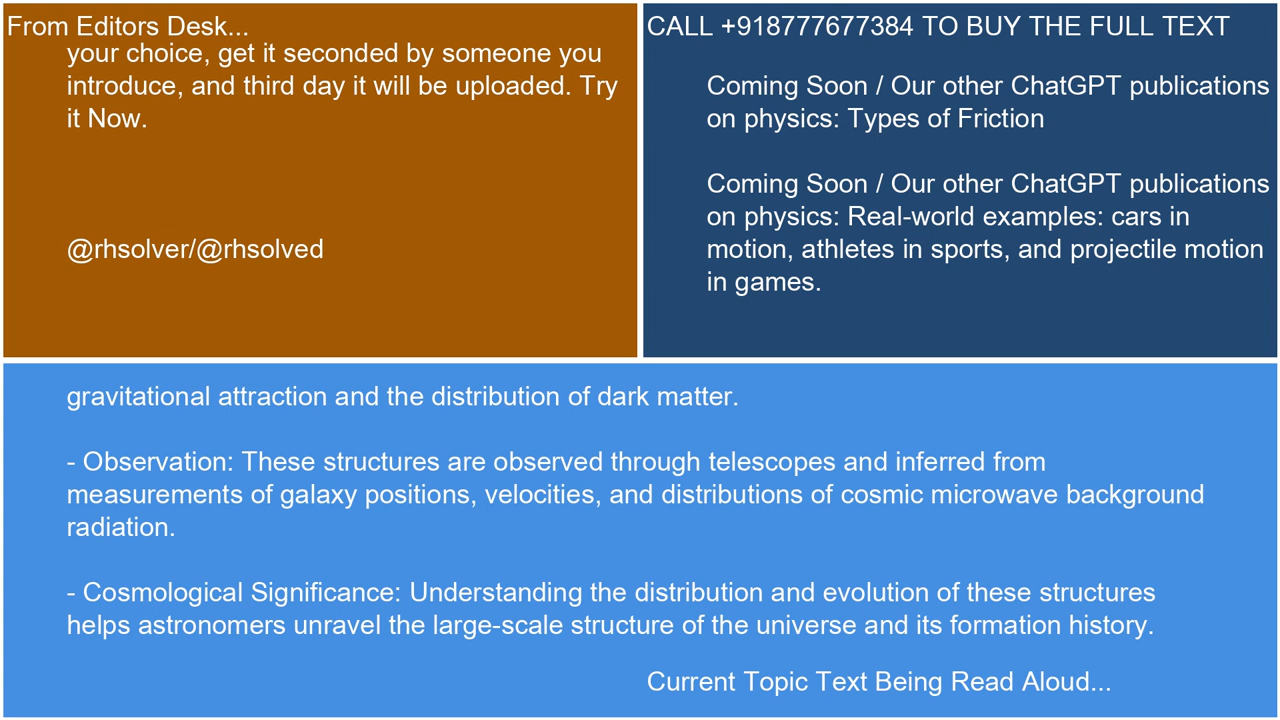 From Editors Desk...
your choice, get it seconded by someone you
introduce, and third day it will be uploaded. Try
it Now.
@rhsolver/@rhsolved
CALL +918777677384 TO BUY THE FULL TEXT
Coming Soon / Our other ChatGPT publications
on physics: Types of Friction
Coming Soon / Our other ChatGPT publications
on physics: Real-world examples: cars in
motion, athletes in sports, and projectile motion
in games.
gravitational attraction and the distribution of dark matter.
- Observation: These structures are observed through telescopes and inferred from
measurements of galaxy positions, velocities, and distributions of cosmic microwave background
radiation.
- Cosmological Significance: Understanding the distribution and evolution of these structures
helps astronomers unravel the large-scale structure of the universe and its formation history.
Current Topic Text Being Read Aloud...